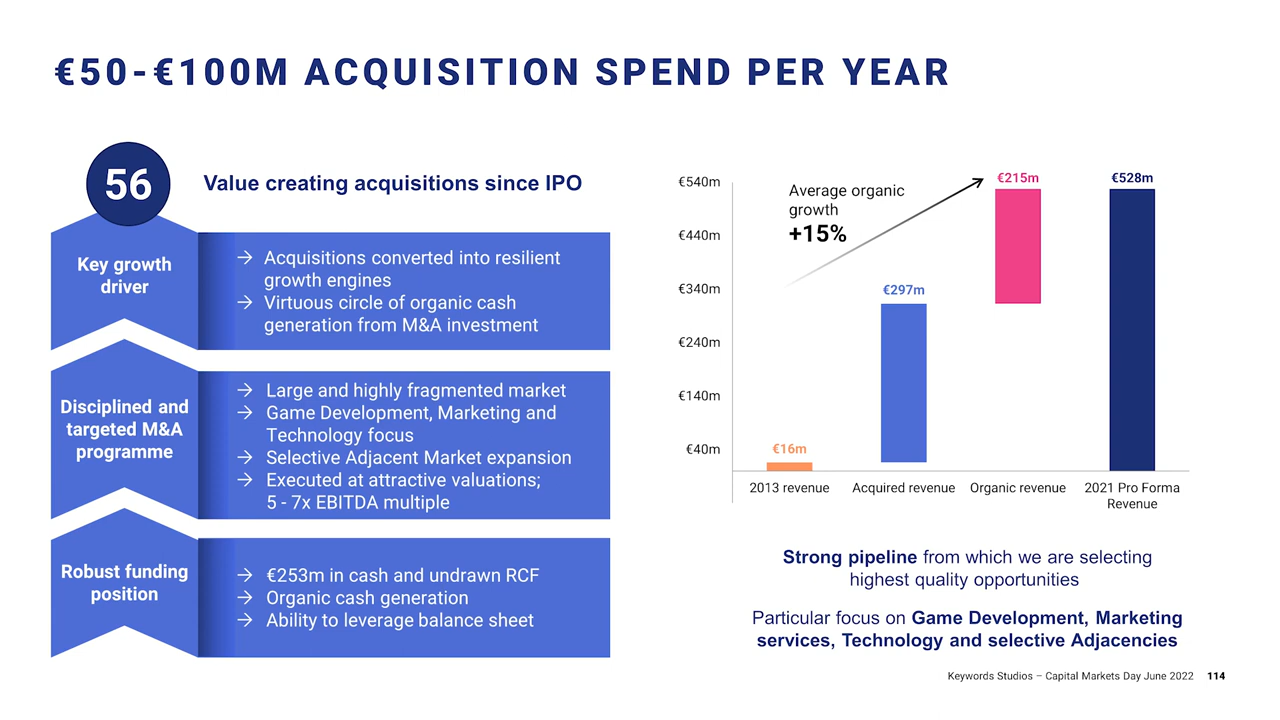 €50-€100M ACQUISITION SPEND PER YEAR
56
Value creating acquisitions since IPO
Key growth
driver
→ Acquisitions converted into resilient
growth engines
→ Virtuous circle of organic cash
generation from M&A investment
Disciplined and
targeted M&A
programme
→ Large and highly fragmented market
→ Game Development, Marketing and
Technology focus
→ Selective Adjacent Market expansion
→ Executed at attractive valuations;
5 - 7x EBITDA multiple
Robust funding
position
→ €253m in cash and undrawn RCF
→ Organic cash generation
→ Ability to leverage balance sheet
€540m
€440m
€340m
€240m
€140m
€40m
Average organic
growth
+15%
€16m
€297m
€215m
€528m
2013 revenue
Acquired revenue
Organic revenue
2021 Pro Forma
Revenue
Strong pipeline from which we are selecting
highest quality opportunities
Particular focus on Game Development, Marketing
services, Technology and selective Adjacencies
Keywords Studios – Capital Markets Day June 2022 114